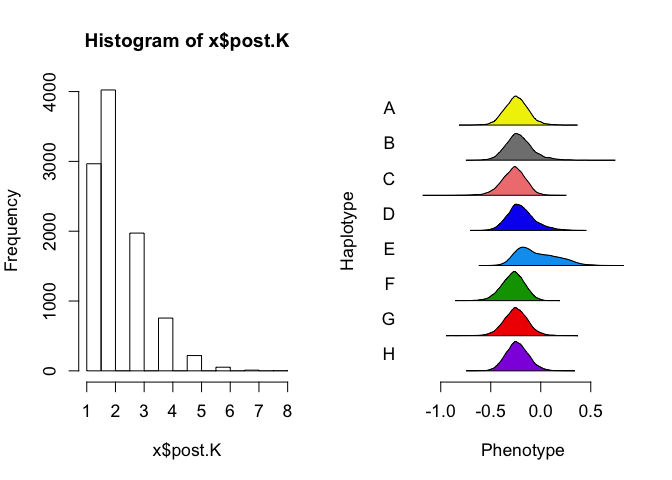 Histogram of x$post.K
Frequency
0
1000
2000
3000
4000
1 2 3 4 5 6 7 8
x$post.K
Haplotype
A
B
C
D
E
F
G
H
-1.0 -0.5 0.0 0.5
Phenotype